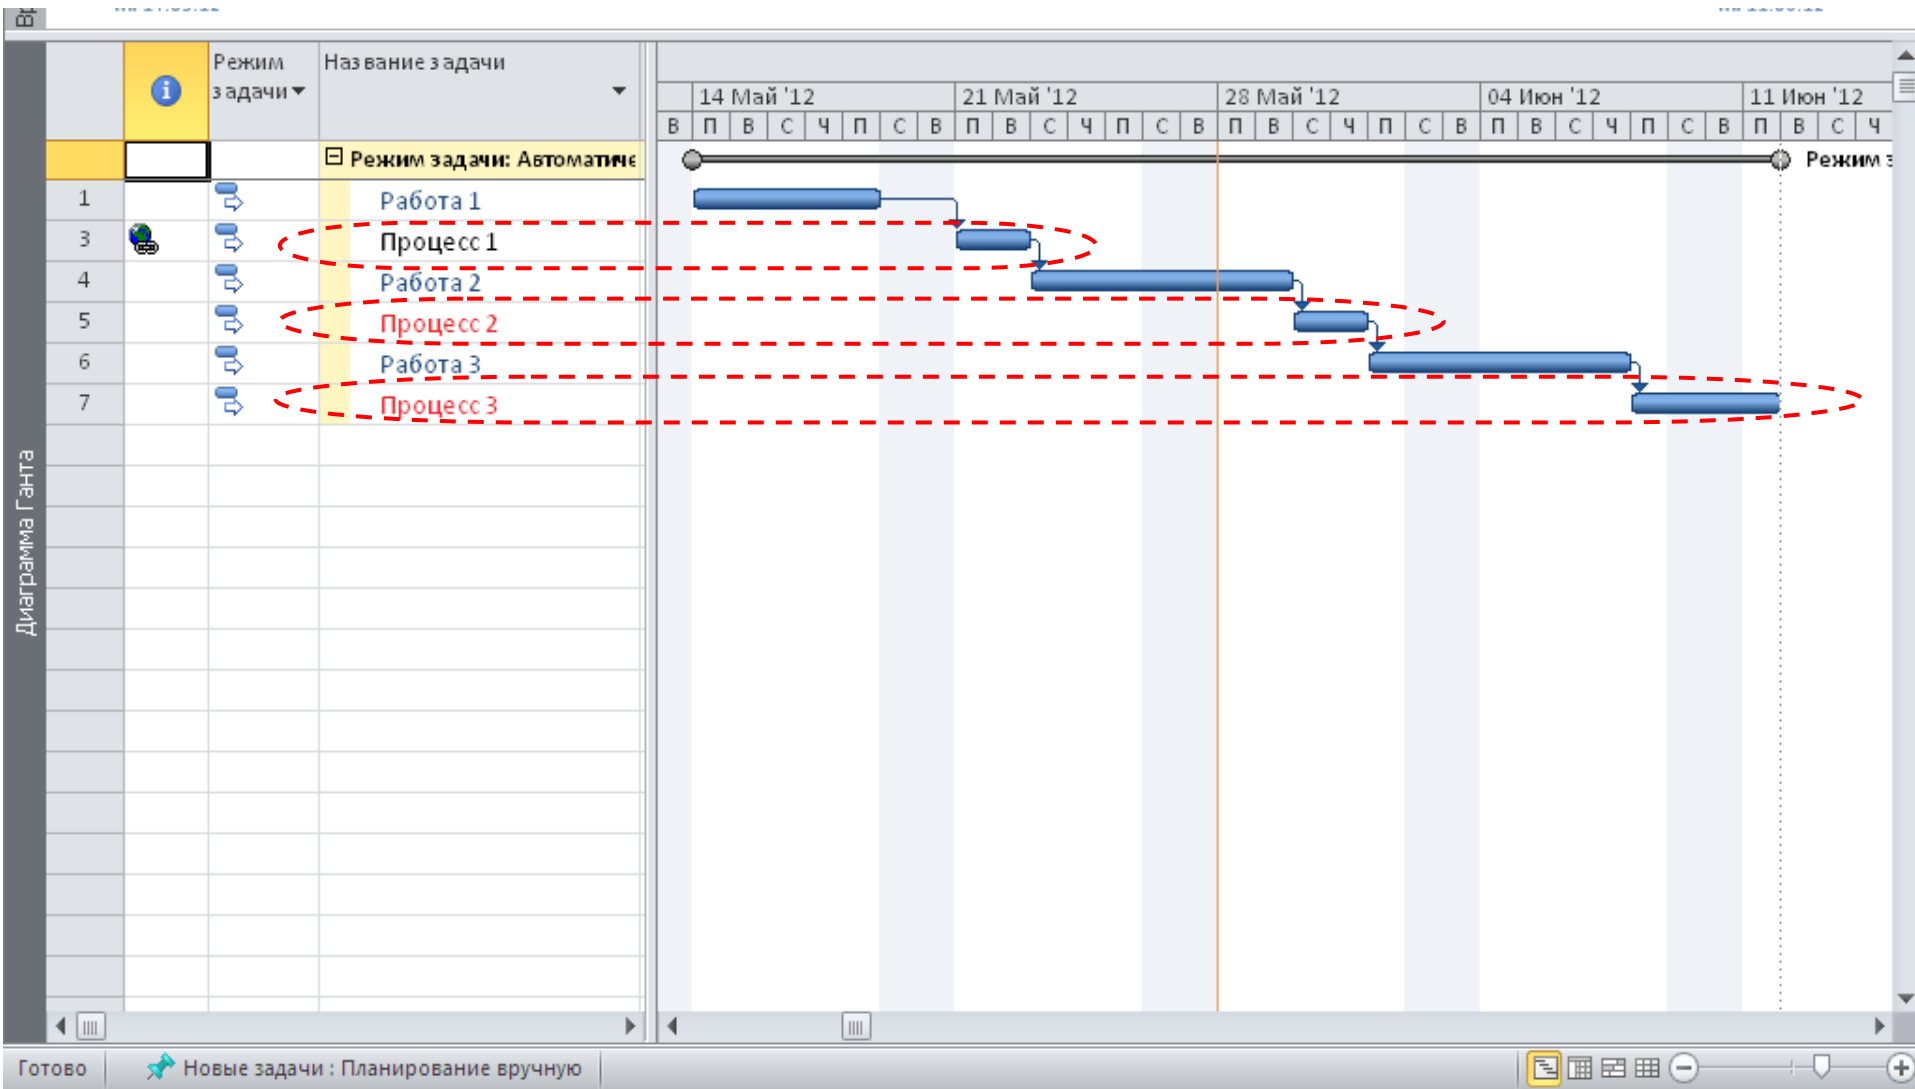 Режим задачи
Название задачи
14 Май '12 21 Май '12 28 Май '12 04 Июн '12 11 Июн '12
В П В С Ч П С В П В С Ч П С В П В С Ч П С В П В С Ч П С В П В С Ч
Режим задачи: Автоматиче
Режим з
1 Работа 1
3 Процесс 1
4 Работа 2
5 Процесс 2
6 Работа 3
7 Процесс 3
Диаграмма Ганта
Готово
Новые задачи : Планирование вручную